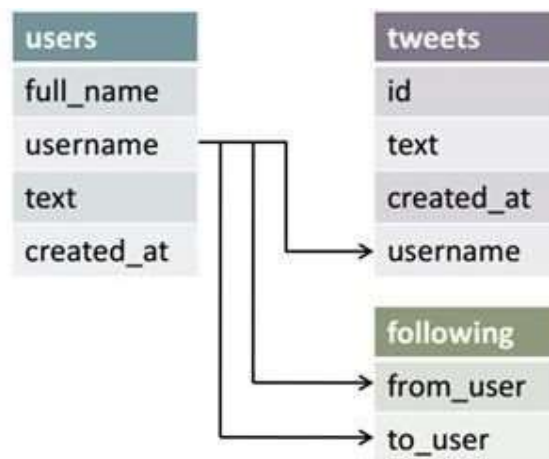 users
full_name
username
text
created_at
tweets
id
text
created_at
username
following
from_user
to_user